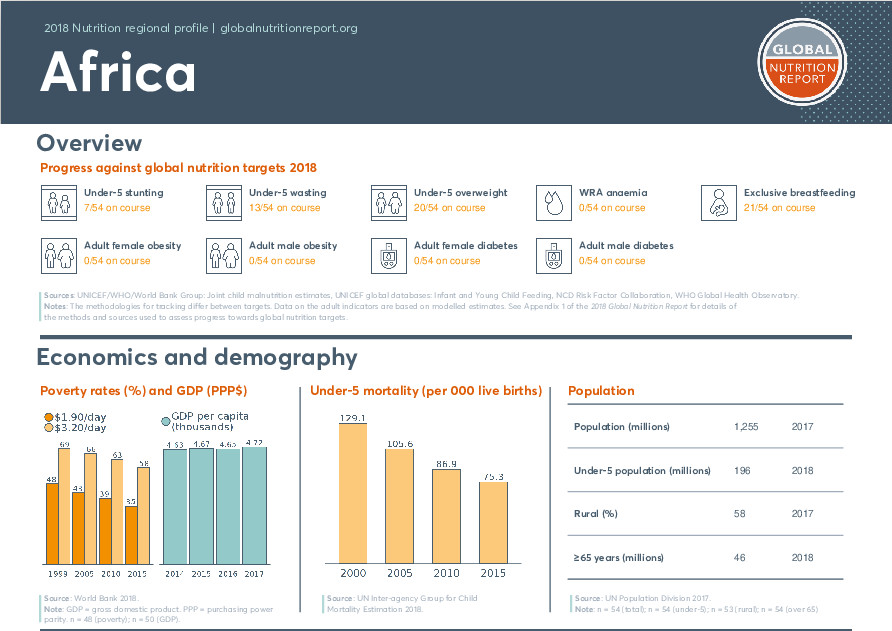 2018 Nutrition regional profile | globalnutritionreport.org
Africa
GLOBAL
NUTRITION
REPORT
Overview
Progress against global nutrition targets 2018
Under-5 stunting
7/54 on course
Under-5 wasting
13/54 on course
Under-5 overweight
20/54 on course
WRA anaemia
0/54 on course
Exclusive breastfeeding
21/54 on course
Adult female obesity
0/54 on course
Adult male obesity
0/54 on course
Adult female diabetes
0/54 on course
Adult male diabetes
0/54 on course
Sources: UNICEF/WHO/World Bank Group: Joint child malnutrition estimates, UNICEF global databases: Infant and Young Child Feeding, NCD Risk Factor Collaboration, WHO Global Health Observatory.
Notes: The methodologies for tracking differ between targets. Data on the adult indicators are based on modelled estimates. See Appendix 1 of the 2018 Global Nutrition Report for details of
the methods and sources used to assess progress towards global nutrition targets.
Economics and demography
Poverty rates (%) and GDP (PPP$)
$1.90/day
$3.20/day
GDP per capita
(thousands)
48 69 43 66 39 63 35 58
1999 2005 2010 2015
4.53 4.67 4.65 4.72
2014 2015 2016 2017
Source: World Bank 2018.
Note: GDP = gross domestic product. PPP = purchasing power
parity. n = 48 (poverty); n = 50 (GDP).
Under-5 mortality (per 000 live births)
129.1
105.6
86.9
75.3
2000 2005 2010 2015
Source: UN Inter-agency Group for Child
Mortality Estimation 2018.
Population
Population (millions) 1,255 2017
Under-5 population (millions) 196 2018
Rural (%) 58 2017
≥65 years (millions) 46 2018
Source: UN Population Division 2017.
Note: n = 54 (total); n = 54 (under-5); n = 53 (rural); n = 54 (over 65)